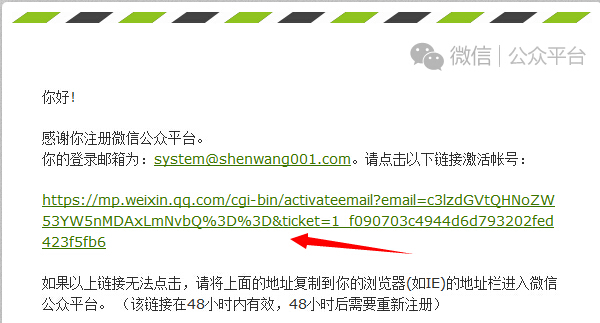 微信 | 公众平台
你好!
感谢你注册微信公众平台。
你的登录邮箱为：system@shenwang001.com。请点击以下链接激活帐号：
https://mp.weixin.qq.com/cgi-bin/activateemail?email=c3lzdGVtQHNoZW
53YW5nMDAxLmNvbQ%3D%3D&ticket=1_f090703c4944d6d793202fed
423f5fb6
如果以上链接无法点击，请将上面的地址复制到你的浏览器(如IE)的地址栏进入微信
公众平台。（该链接在48小时内有效，48小时后需要重新注册）